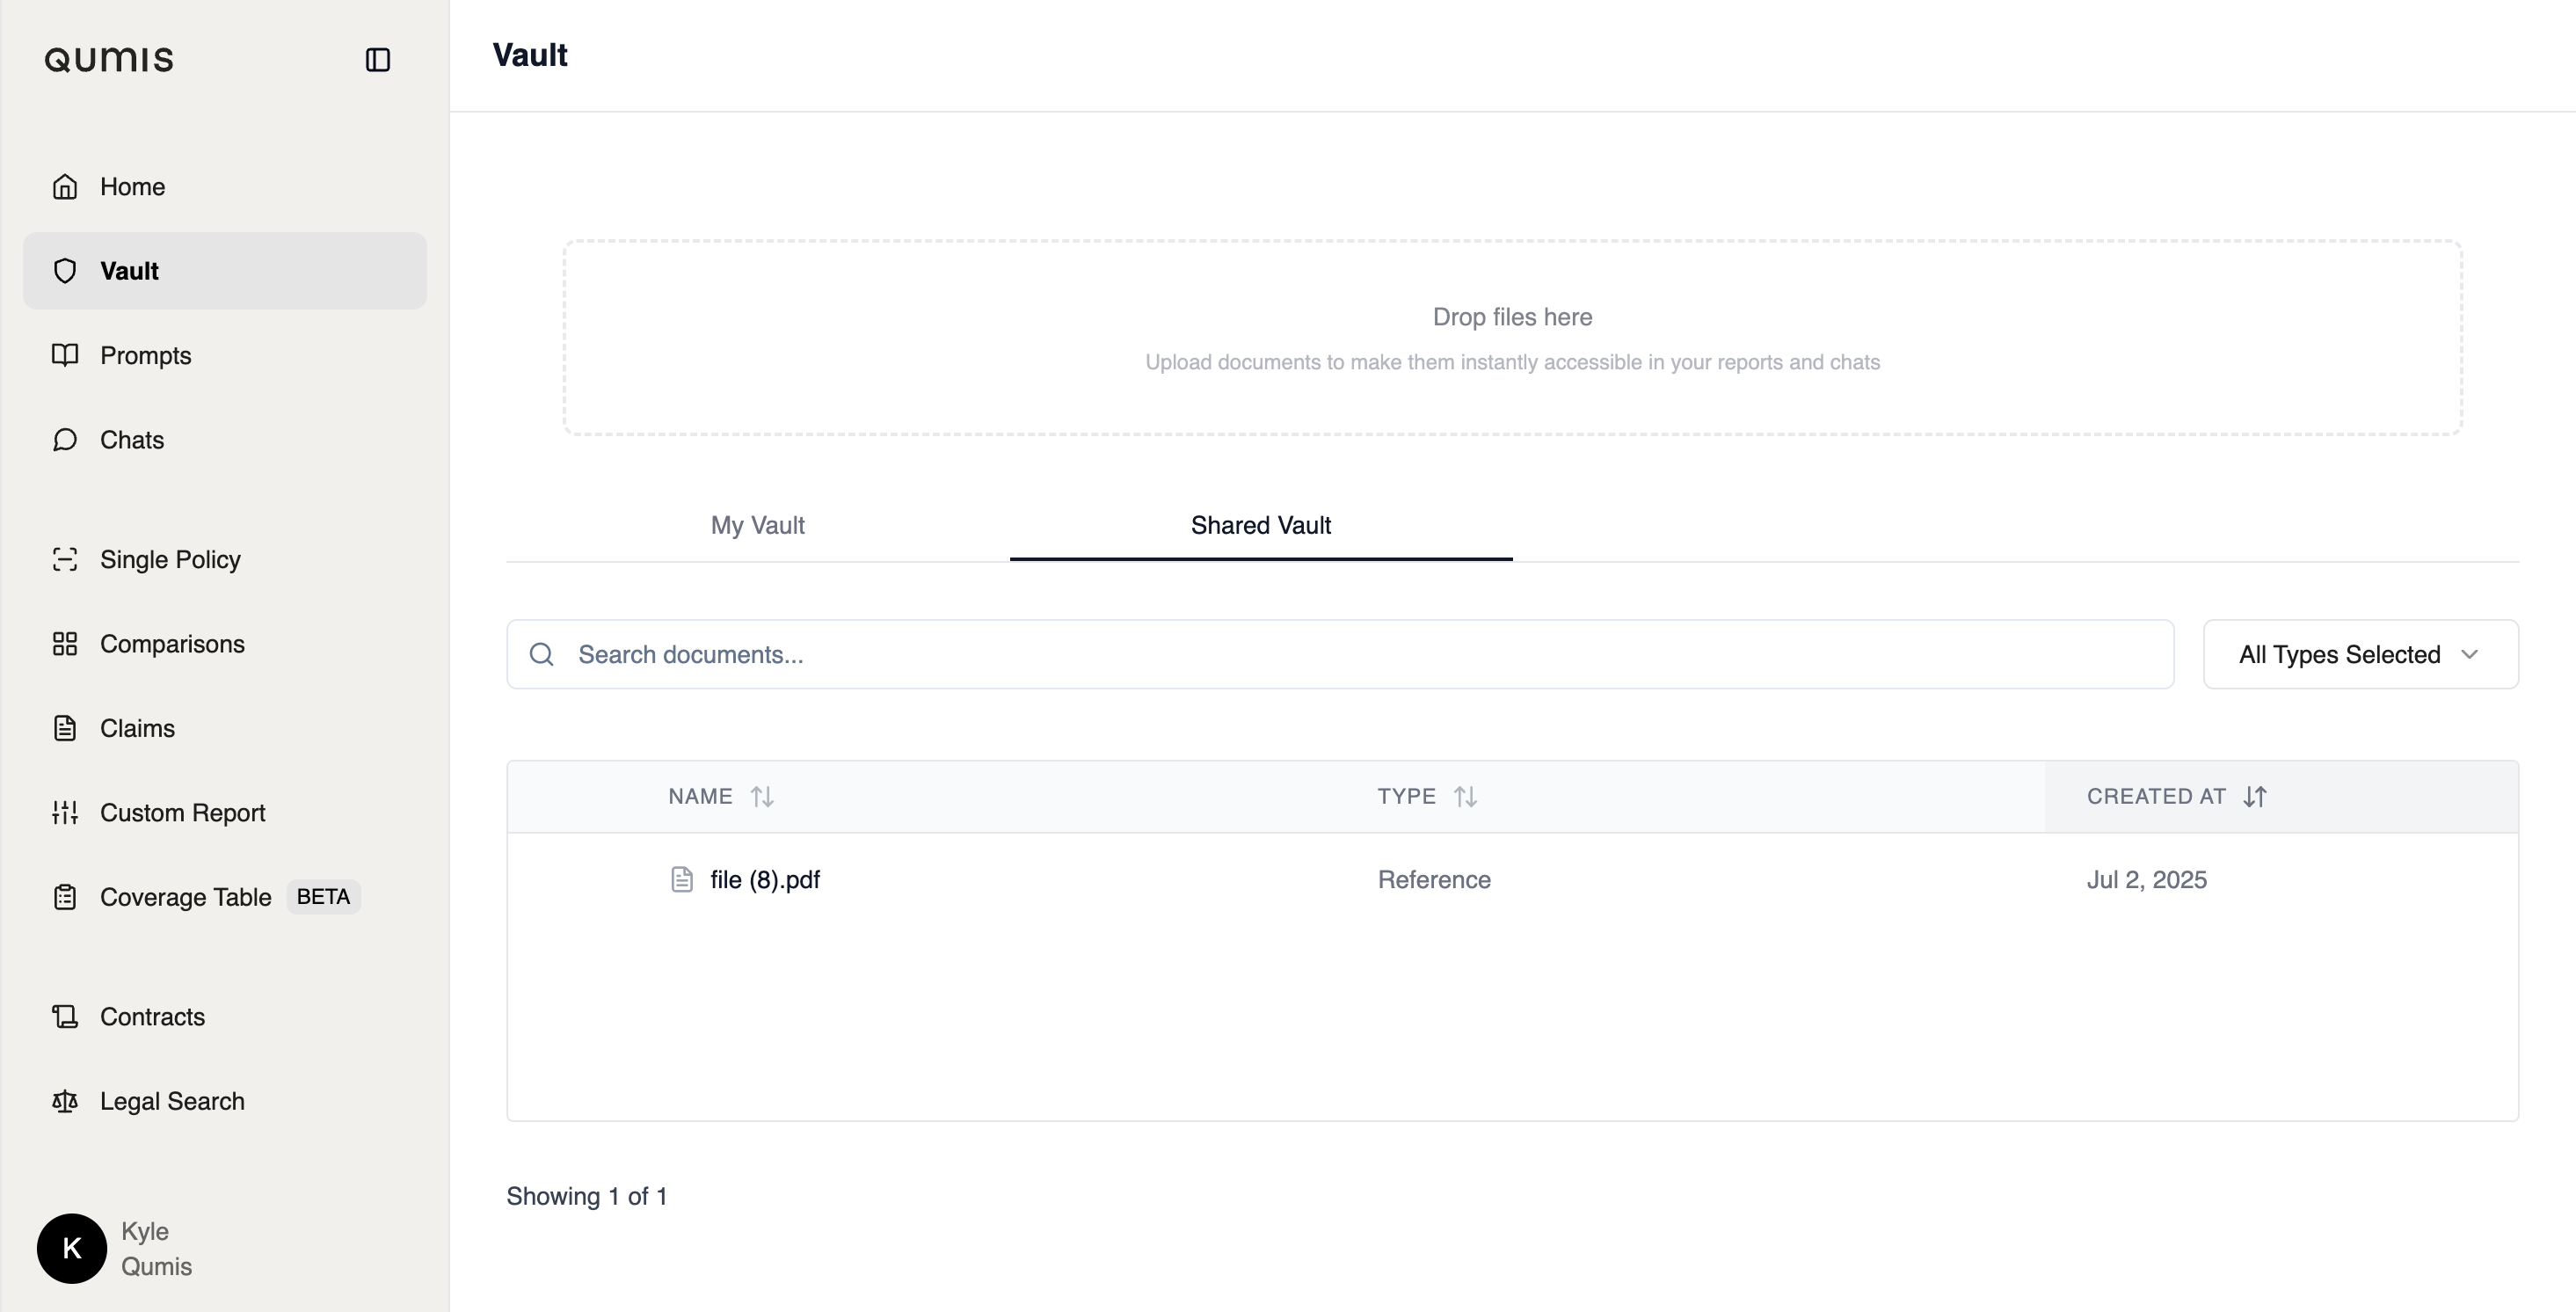 QUMIS
Vault
Home
Vault
Prompts
Chats
Single Policy
Comparisons
Claims
Custom Report
Coverage Table BETA
Contracts
Legal Search
K
Kyle
Qumis
Drop files here
Upload documents to make them instantly accessible in your reports and chats
My Vault Shared Vault
Search documents... All Types Selected
NAME TYPE CREATED AT
file (8).pdf Reference Jul 2, 2025
Showing 1 of 1